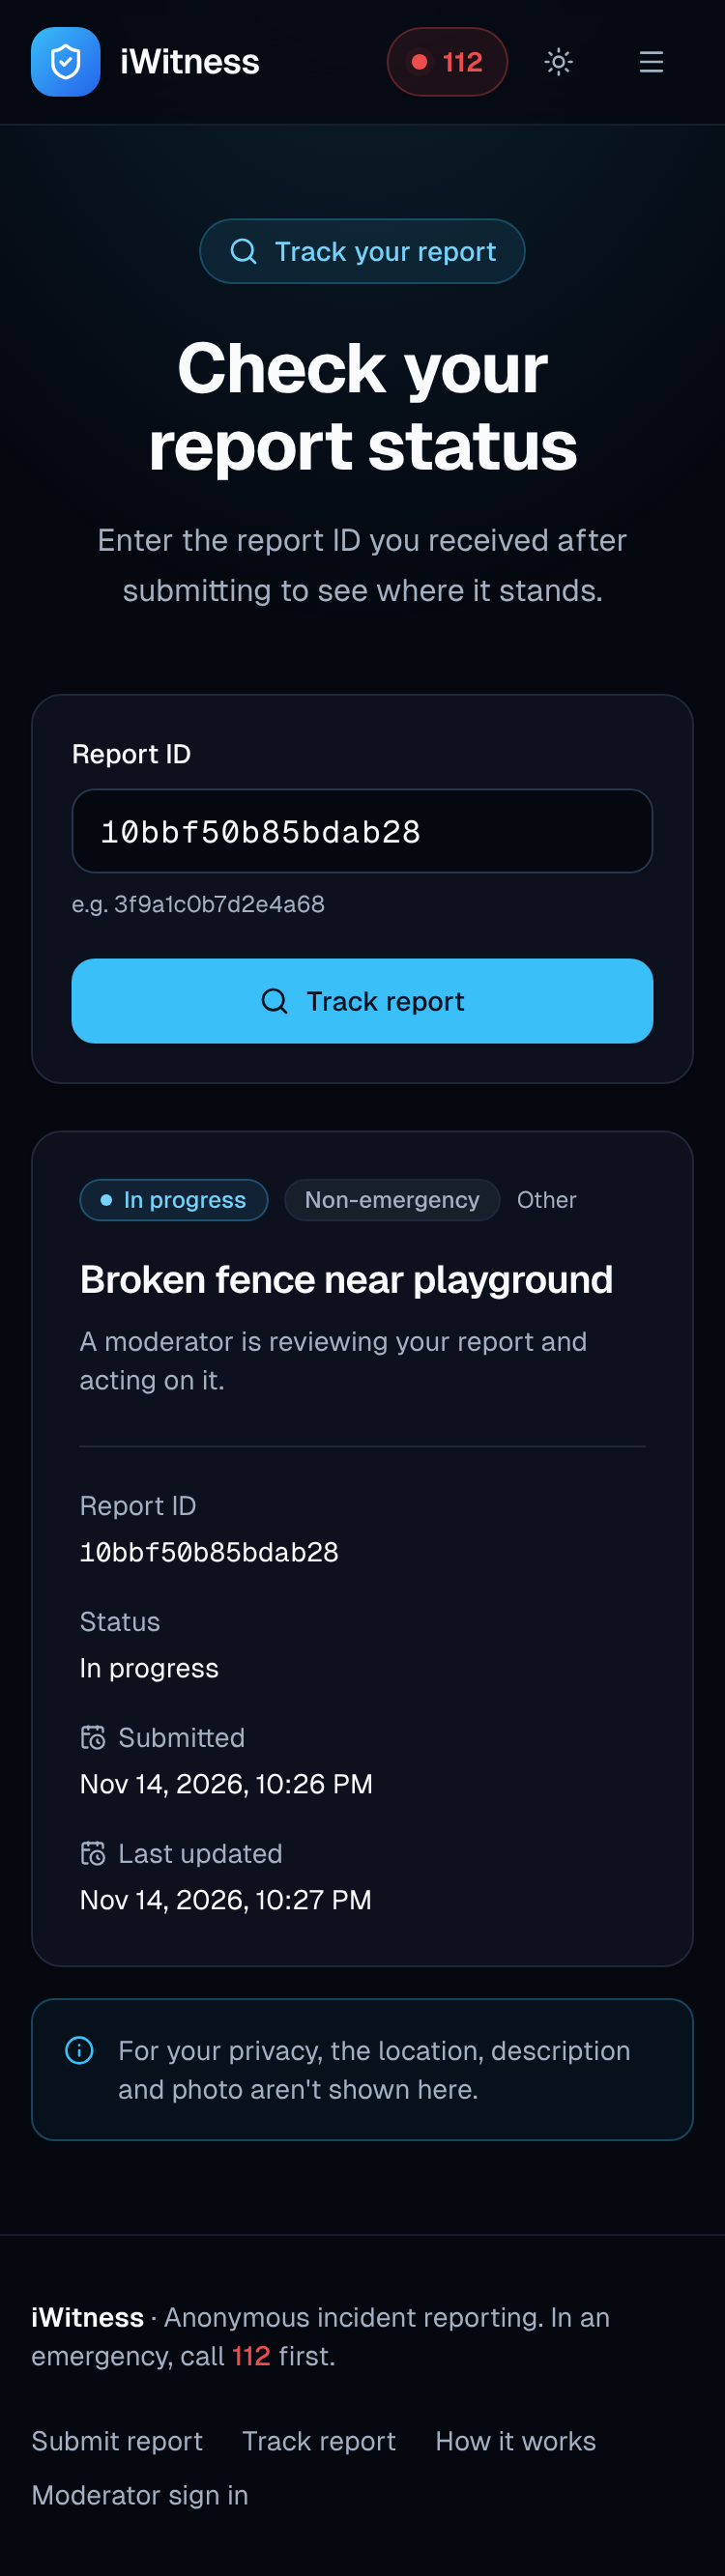 iWitness
112
Track your report
Check your
report status
Enter the report ID you received after
submitting to see where it stands.
Report ID
10bbf50b85bdab28
e.g. 3f9a1c0b7d2e4a68
Track report
In progress
Non-emergency
Other
Broken fence near playground
A moderator is reviewing your report and
acting on it.
Report ID
10bbf50b85bdab28
Status
In progress
Submitted
Nov 14, 2026, 10:26 PM
Last updated
Nov 14, 2026, 10:27 PM
For your privacy, the location, description
and photo aren't shown here.
iWitness · Anonymous incident reporting. In an
emergency, call 112 first.
Submit report Track report How it works
Moderator sign in